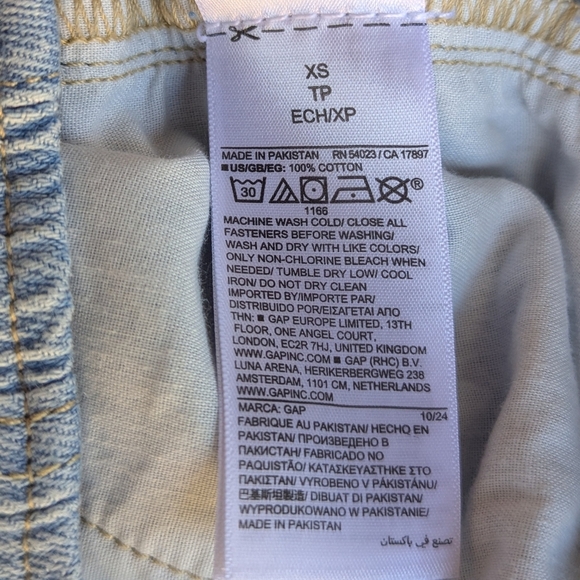 XS
TP
ECH/XP
MADE IN PAKISTAN RN 54023 / CA 17897
■ US/GB/EG: 100% COTTON
30
1166
MACHINE WASH COLD/ CLOSE ALL
FASTENERS BEFORE WASHING/
WASH AND DRY WITH LIKE COLORS/
ONLY NON-CHLORINE BLEACH WHEN
NEEDED/ TUMBLE DRY LOW/ COOL
IRON/ DO NOT DRY CLEAN
IMPORTED BY/IMPORTE PAR/
DISTRIBUIDO POR/ΕΙΣΑΓΕΤΑΙ ΑΠΟ
ΤΗΝ: ■ GAP EUROPE LIMITED, 13TH
FLOOR, ONE ANGEL COURT,
LONDON, EC2R 7HJ, UNITED KINGDOM
WWW.GAPINC.COM ■ GAP (RHC) B.V.
LUNA ARENA, HERIKERBERGWEG 238
AMSTERDAM, 1101 CM, NETHERLANDS
WWW.GAPINC.COM
MARCA: GAP 10/24
FABRIQUE AU PAKISTAN/ HECHO EN
PAKISTAN/ ПРОИЗВЕДЕНО В
ПАКИСТАН/ FABRICADO NO
PAQUISTÃO/ ΚΑΤΑΣΚΕΥΑΣΤΗΚΕ ΣΤΟ
ΠΑΚΙΣΤΑΝ/ VYROBENO V PÁKISTÁNU/
巴基斯坦製造/ DIBUAT DI PAKISTAN/
WYPRODUKOWANO W PAKISTANIE/
MADE IN PAKISTAN
تصنع في باكستان